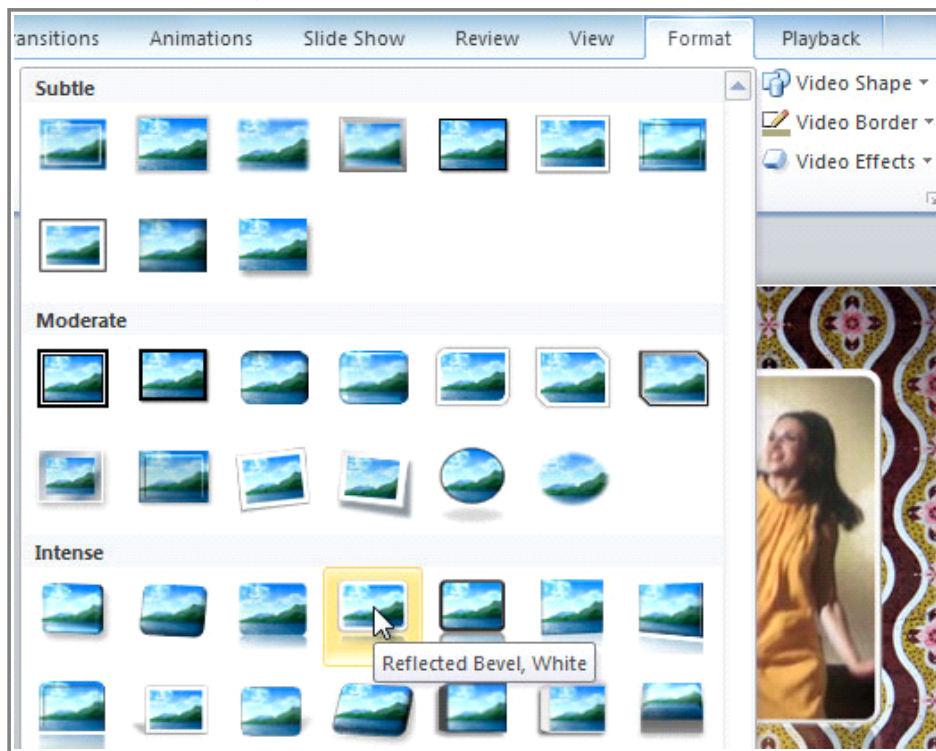 ansitions Animations Slide Show Review View Format Playback
Subtle
Video Shape
Video Border
Video Effects
Moderate
Intense
Reflected Bevel, White